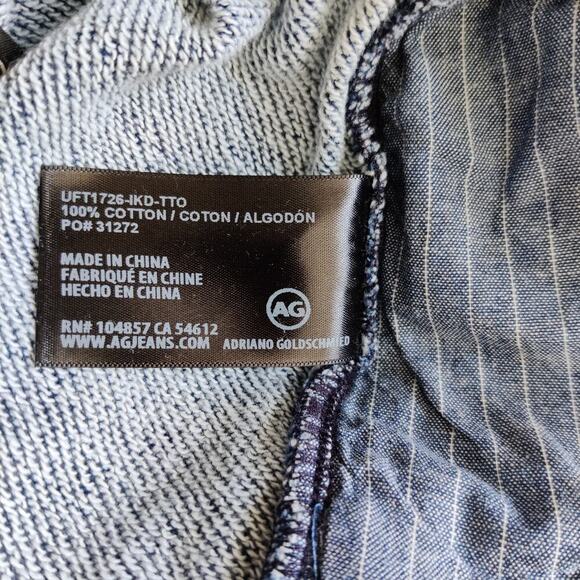 UFT1726-IKD-TTO
100% COTTON / COTON / ALGODÓN
PO# 31272
MADE IN CHINA
FABRIQUÉ EN CHINE
HECHO EN CHINA
AG
RN# 104857 CA 54612
WWW.AGJEANS.COM ADRIANO GOLDSCHMIED